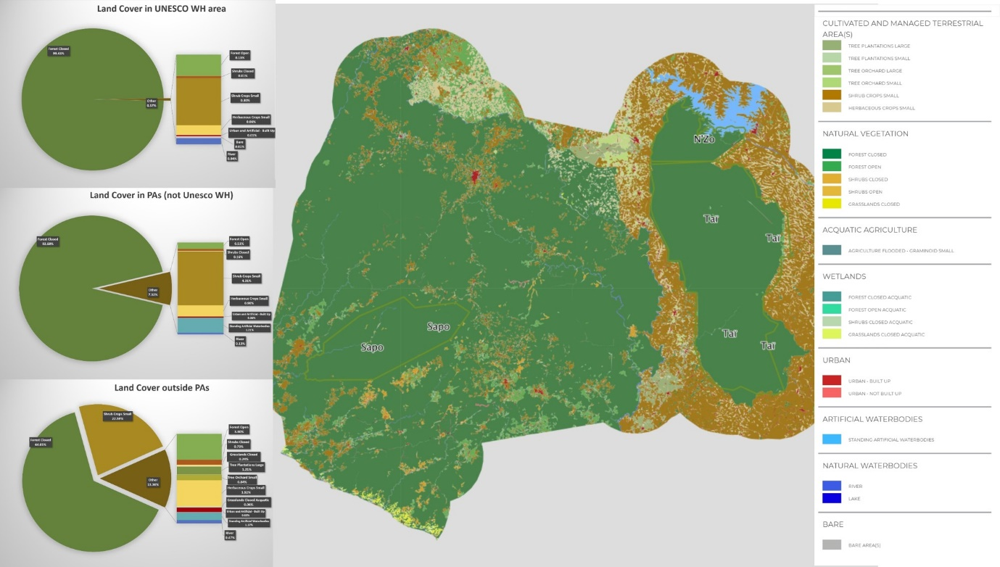 Land Cover in UNESCO WH area
Forest Closed
99.43%
Other
0.57%
Forest Open
0.13%
Shrubs Closed
0.01%
Shrub Crops Small
0.30%
Herbaceous Crops Small
0.06%
Urban and Artificial - Built Up
0.01%
Bare
0.01%
River
0.04%
Land Cover in PAs (not Unesco WH)
Forest Closed
92.68%
Other
7.32%
Forest Open
0.51%
Shrubs Closed
0.16%
Shrub Crops Small
4.31%
Herbaceous Crops Small
0.90%
Urban and Artificial - Built Up
Standing Artificial Waterbodies
1.21%
River
0.13%
Land Cover outside PAs
Forest Closed
64.05%
Shrub Crops Small
22.59%
Other
13.36%
Forest Open
3.90%
Shrubs Closed
0.73%
Grasslands Closed
0.24%
Tree Plantations Large
1.21%
Tree Orchard Small
Herbaceous Crops Small
3.92%
Grasslands Closed Acquatic
0.06%
Urban and Artificial - Built Up
Standing Artificial Waterbodies
1.17%
River
0.47%
N'Zo
Taï
Taï
Taï
Taï
Sapo
Sapo
CULTIVATED AND MANAGED TERRESTRIAL
AREA(S)
TREE PLANTATIONS LARGE
TREE PLANTATIONS SMALL
TREE ORCHARD LARGE
TREE ORCHARD SMALL
SHRUB CROPS SMALL
HERBACEOUS CROPS SMALL
NATURAL VEGETATION
FOREST CLOSED
FOREST OPEN
SHRUBS CLOSED
SHRUBS OPEN
GRASSLANDS CLOSED
ACQUATIC AGRICULTURE
AGRICULTURE FLOODED - GRAMINOID SMALL
WETLANDS
FOREST CLOSED ACQUATIC
FOREST OPEN ACQUATIC
SHRUBS CLOSED ACQUATIC
GRASSLANDS CLOSED ACQUATIC
URBAN
URBAN - BUILT UP
URBAN - NOT BUILT UP
ARTIFICIAL WATERBODIES
STANDING ARTIFICIAL WATERBODIES
NATURAL WATERBODIES
RIVER
LAKE
BARE
BARE AREA(S)